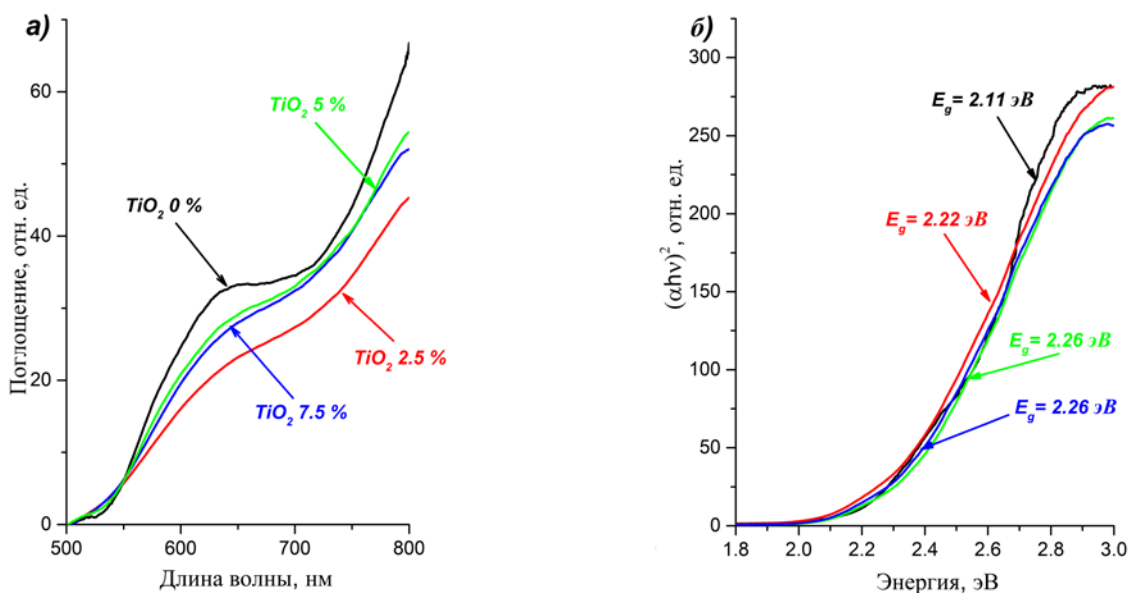 а)
Поглощение, отн. ед.
60
40
20
0
TiO2 5 %
TiO2 0 %
TiO2 2.5 %
TiO2 7.5 %
500
600
700
800
Длина волны, нм
б)
(αhν)², отн. ед.
300
250
200
150
100
50
0
Eg= 2.11 эВ
Eg= 2.22 эВ
Eg= 2.26 эВ
Eg= 2.26 эВ
1.8
2.0
2.2
2.4
2.6
2.8
3.0
Энергия, эВ